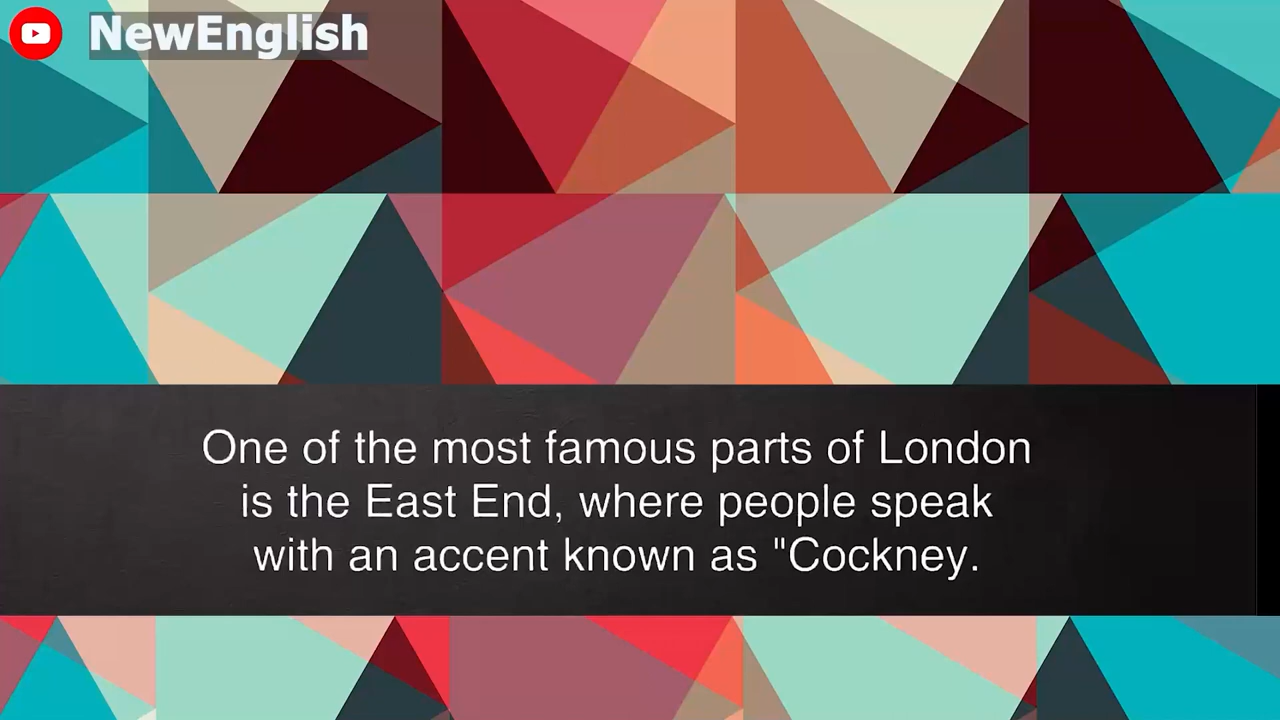 NewEnglish
One of the most famous parts of London
is the East End, where people speak
with an accent known as "Cockney.